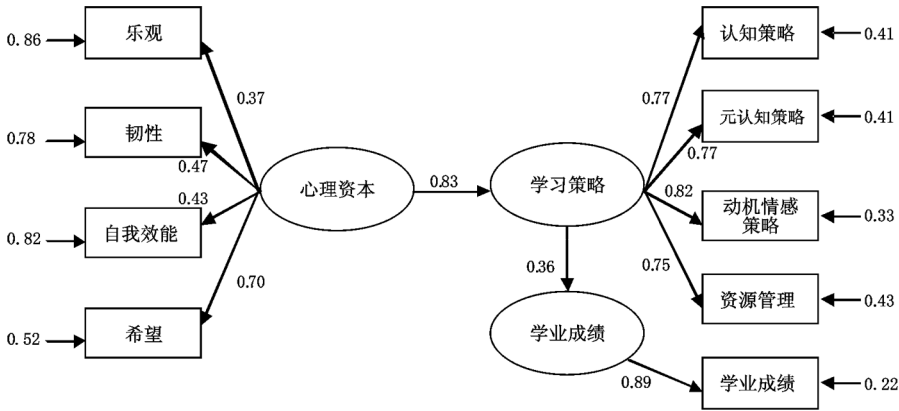 乐观
0.86
0.37
韧性
0.78
0.47
自我效能
0.82
0.43
希望
0.52
0.70
心理资本
0.83
学习策略
0.36
学业成绩
0.89
认知策略
0.41
0.77
元认知策略
0.41
0.77
动机情感
策略
0.33
0.82
资源管理
0.43
0.75
学业成绩
0.22